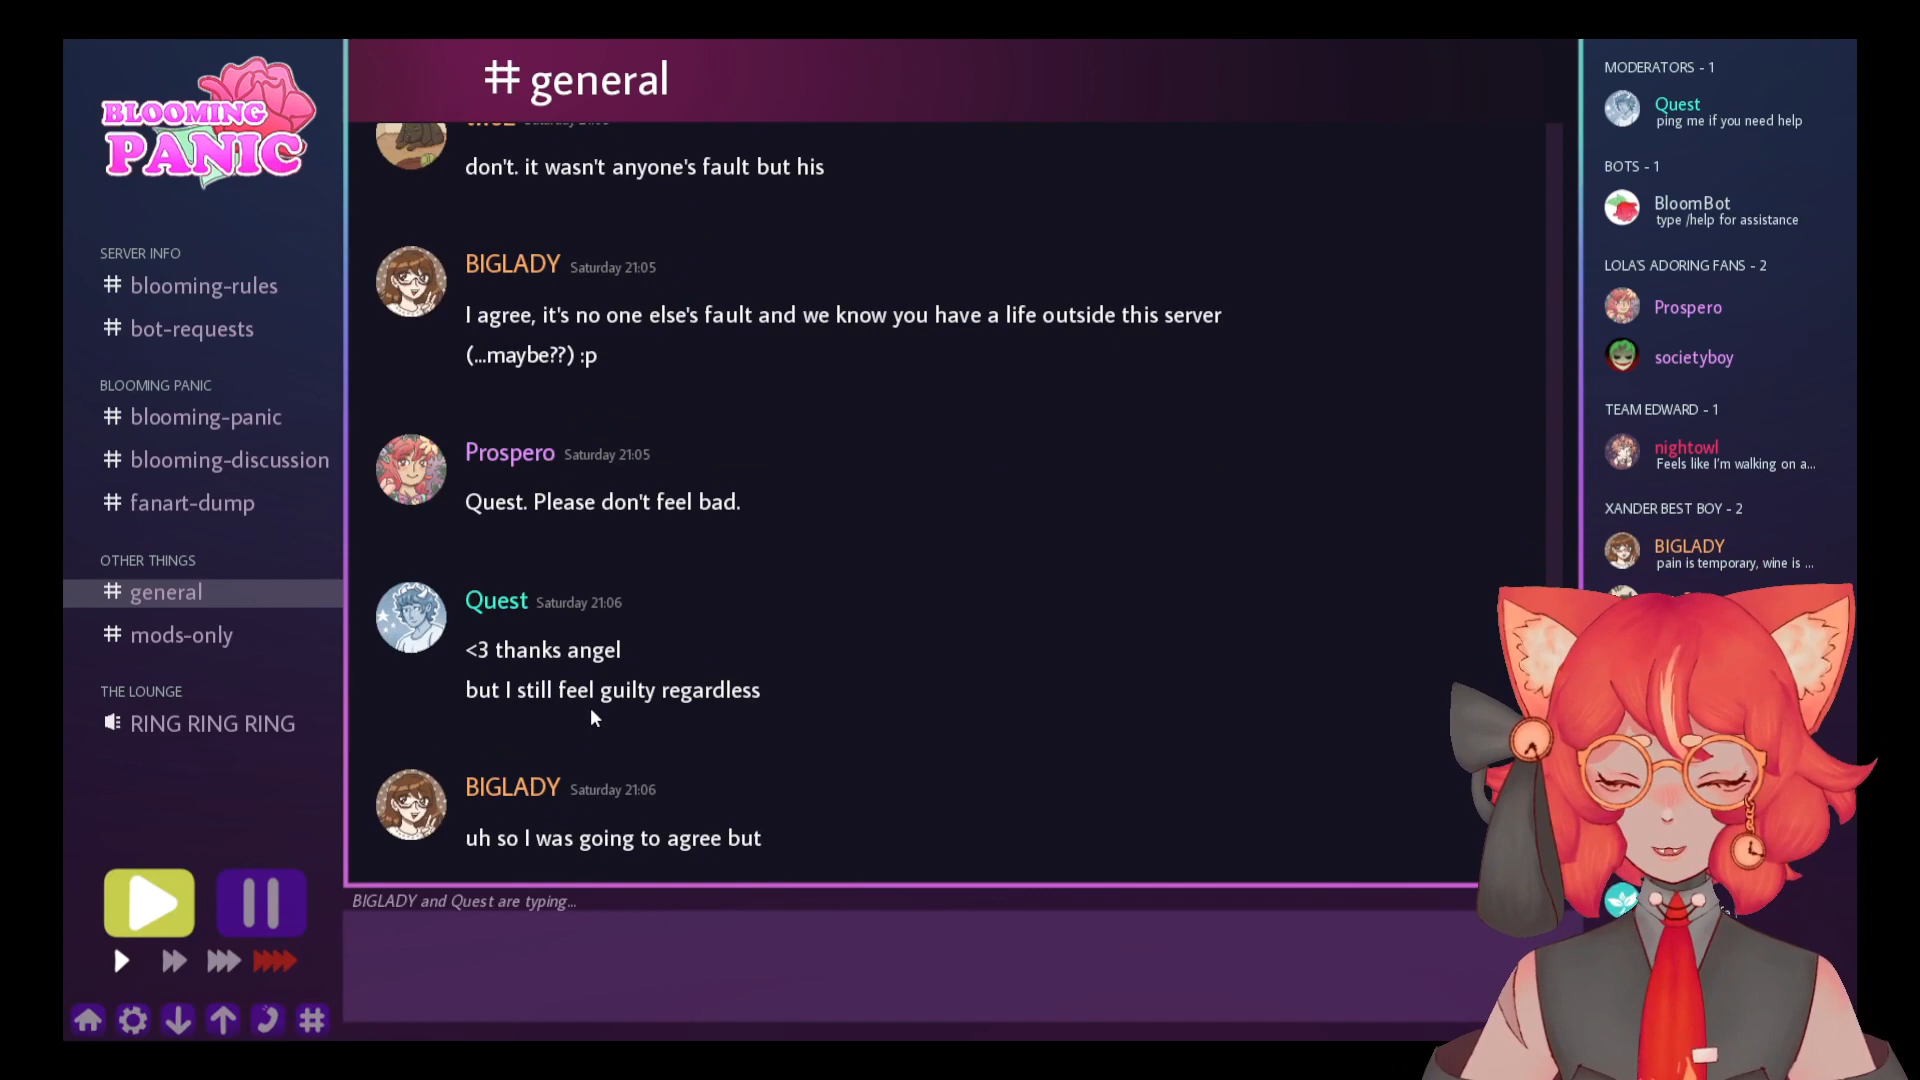 BLOOMING
PANIC
SERVER INFO
# blooming-rules
# bot-requests
BLOOMING PANIC
# blooming-panic
# blooming-discussion
# fanart-dump
OTHER THINGS
# general
# mods-only
THE LOUNGE
RING RING RING
# general
don't. it wasn't anyone's fault but his
BIGLADY Saturday 21:05
I agree, it's no one else's fault and we know you have a life outside this server
(...maybe??) :p
Prospero Saturday 21:05
Quest. Please don't feel bad.
Quest Saturday 21:06
<3 thanks angel
but I still feel guilty regardless
BIGLADY Saturday 21:06
uh so I was going to agree but
BIGLADY and Quest are typing...
MODERATORS - 1
Quest
ping me if you need help
BOTS - 1
BloomBot
type /help for assistance
LOLA'S ADORING FANS - 2
Prospero
societyboy
TEAM EDWARD - 1
nightowl
Feels like I'm walking on a...
XANDER BEST BOY - 2
BIGLADY
pain is temporary, wine is ...